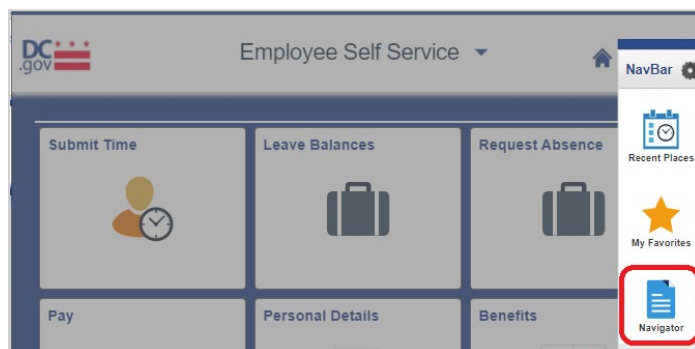 DC
.gov
Employee Self Service
NavBar
Submit Time
Leave Balances
Request Absence
Recent Places
My Favorites
Pay
Personal Details
Benefits
Navigator